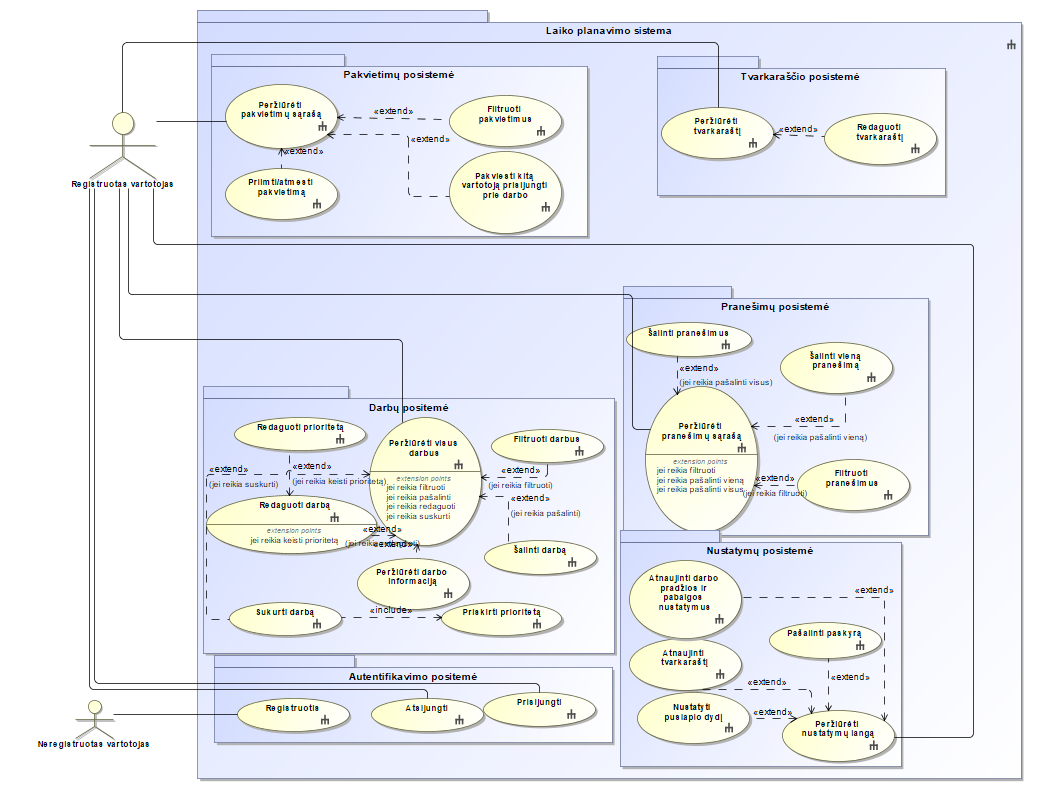 Laiko planavimo sistema
Pakvietimų posistemė
Peržiūrėti
pakvietimų sąrašą
«extend»
Filtruoti
pakvietimus
«extend»
«extend»
Priimti/atmesti
pakvietimą
Pakviesti kitą
vartotoją prisijungti
prie darbo
Tvarkaraščio posistemė
Peržiūrėti
tvarkaraštį
«extend»
Redaguoti
tvarkaraštį
Registruotas vartotojas
Pranešimų posistemė
Šalinti pranešimus
«extend»
(jei reikia pašalinti visus)
Šalinti vieną
pranešimą
«extend»
(jei reikia pašalinti vieną)
Peržiūrėti
pranešimų sąrašą
extension points
jei reikia filtruoti
jei reikia pašalinti vieną
jei reikia pašalinti visus
«extend»
(jei reikia filtruoti)
Filtruoti
pranešimus
Darbų positemė
Redaguoti prioritetą
«extend»
(jei reikia suskurti)
«extend»
(jei reikia keisti prioritetą)
Peržiūrėti visus
darbus
extension points
jei reikia filtruoti
jei reikia pašalinti
jei reikia redaguoti
jei reikia suskurti
Filtruoti darbus
«extend»
(jei reikia filtruoti)
«extend»
(jei reikia pašalinti)
Šalinti darbą
Redaguoti darbą
extension points
jei reikia keisti prioritetą
«extend»
«extend»
Peržiūrėti darbo
informaciją
Sukurti darbą
«include»
Priskirti prioritetą
Nustatymų posistemė
Atnaujinti darbo
pradžios ir
pabaigos
nustatymus
«extend»
Pašalinti paskyrą
«extend»
Atnaujinti
tvarkaraštį
«extend»
Nustatyti
puslapio dydį
«extend»
Peržiūrėti
nustatymų langą
Autentifikavimo positemė
Registruotis
Atsijungti
Prisijungti
Neregistruotas vartotojas